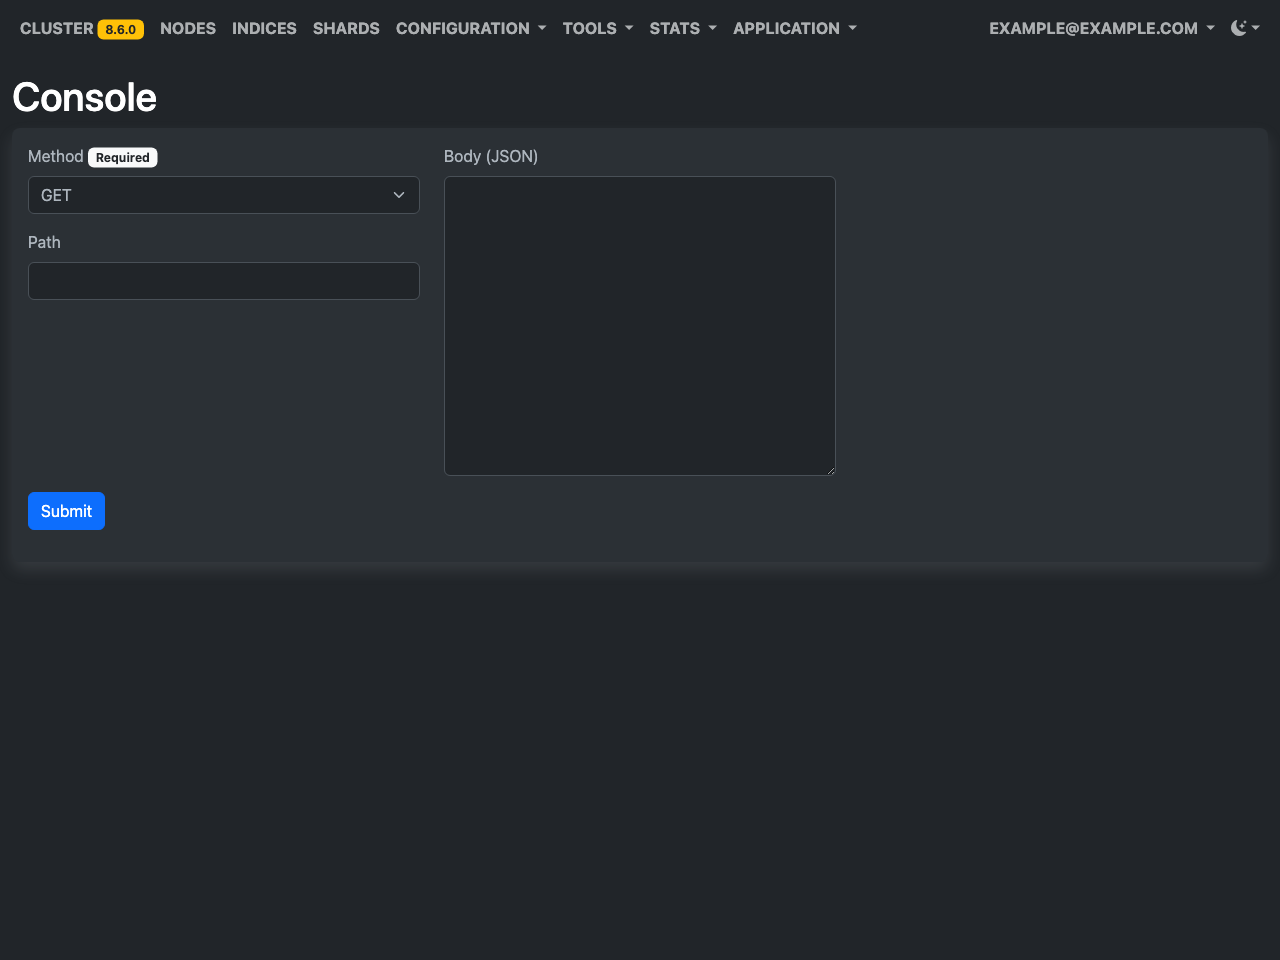 CLUSTER 8.6.0 NODES INDICES SHARDS CONFIGURATION TOOLS STATS APPLICATION EXAMPLE@EXAMPLE.COM
Console
Method Required
GET
Path
Body (JSON)
Submit